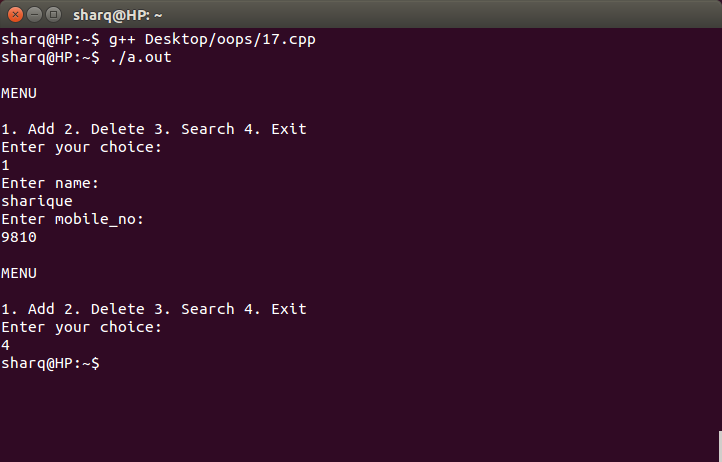 sharq@HP: ~
sharq@HP:~$ g++ Desktop/oops/17.cpp
sharq@HP:~$ ./a.out
MENU
1. Add 2. Delete 3. Search 4. Exit
Enter your choice:
1
Enter name:
sharique
Enter mobile_no:
9810
MENU
1. Add 2. Delete 3. Search 4. Exit
Enter your choice:
4
sharq@HP:~$